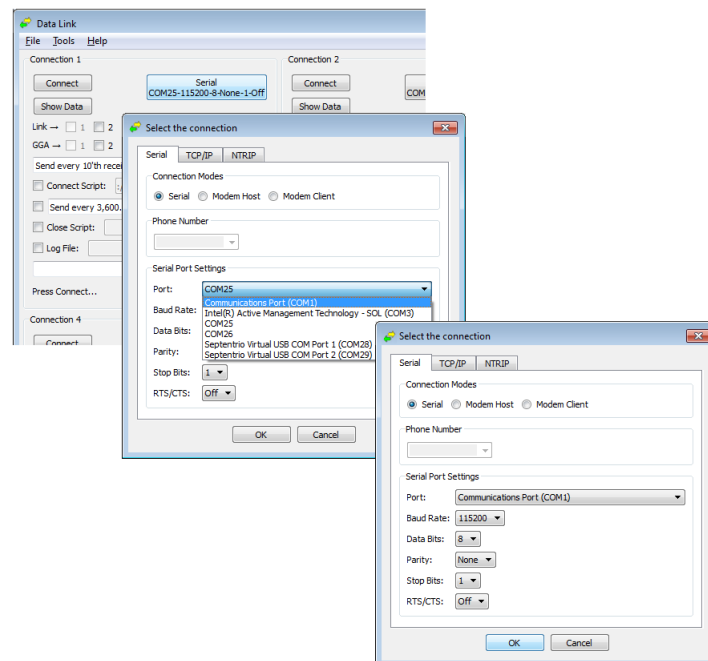 Data Link
File Tools Help
Connection 1
Connection 2
Connect
Serial
COM25-115200-8-None-1-Off
Connect
COM
Show Data
Show Data
Link → 1 2
GGA → 1 2
Send every 10'th rece
Connect Script:
Send every 3,600.
Close Script:
Log File:
Press Connect...
Connection 4
Connect
Select the connection
Serial TCP/IP NTRIP
Connection Modes
Serial Modem Host Modem Client
Phone Number
Serial Port Settings
Port: COM25
Communications Port (COM1)
Baud Rate:
Intel(R) Active Management Technology - SOL (COM3)
COM25
Data Bits:
COM26
Septentrio Virtual USB COM Port 1 (COM28)
Parity:
Septentrio Virtual USB COM Port 2 (COM29)
Stop Bits: 1
RTS/CTS: Off
OK Cancel
Select the connection
Serial TCP/IP NTRIP
Connection Modes
Serial Modem Host Modem Client
Phone Number
Serial Port Settings
Port: Communications Port (COM1)
Baud Rate: 115200
Data Bits: 8
Parity: None
Stop Bits: 1
RTS/CTS: Off
OK Cancel